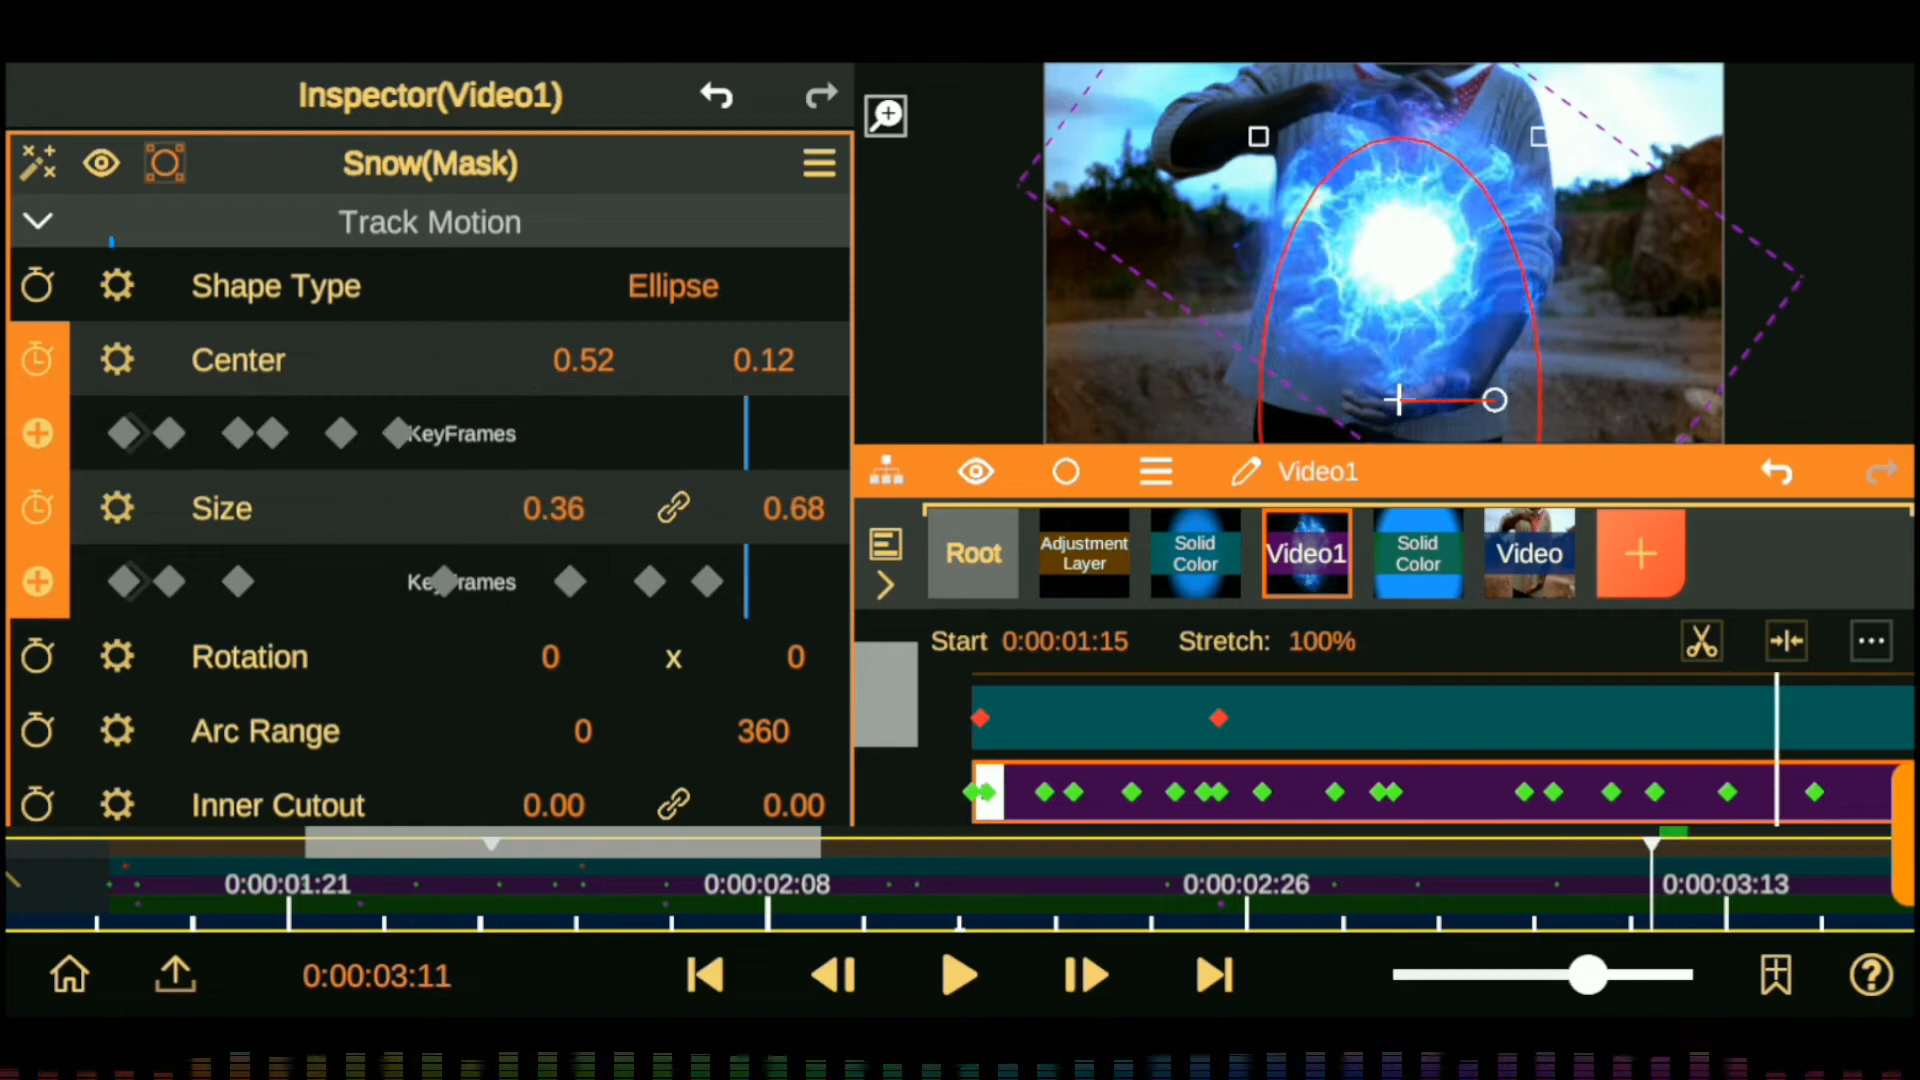 Inspector(Video1)
Snow(Mask)
Track Motion
Shape Type Ellipse
Center 0.52 0.12
KeyFrames
Size 0.36 0.68
KeyFrames
Rotation 0 x 0
Arc Range 0 360
Inner Cutout 0.00 0.00
Video1
Root
Adjustment
Layer
Solid
Color
Video1
Solid
Color
Video
Start 0:00:01:15 Stretch: 100%
0:00:01:21 0:00:02:08 0:00:02:26 0:00:03:13
0:00:03:11